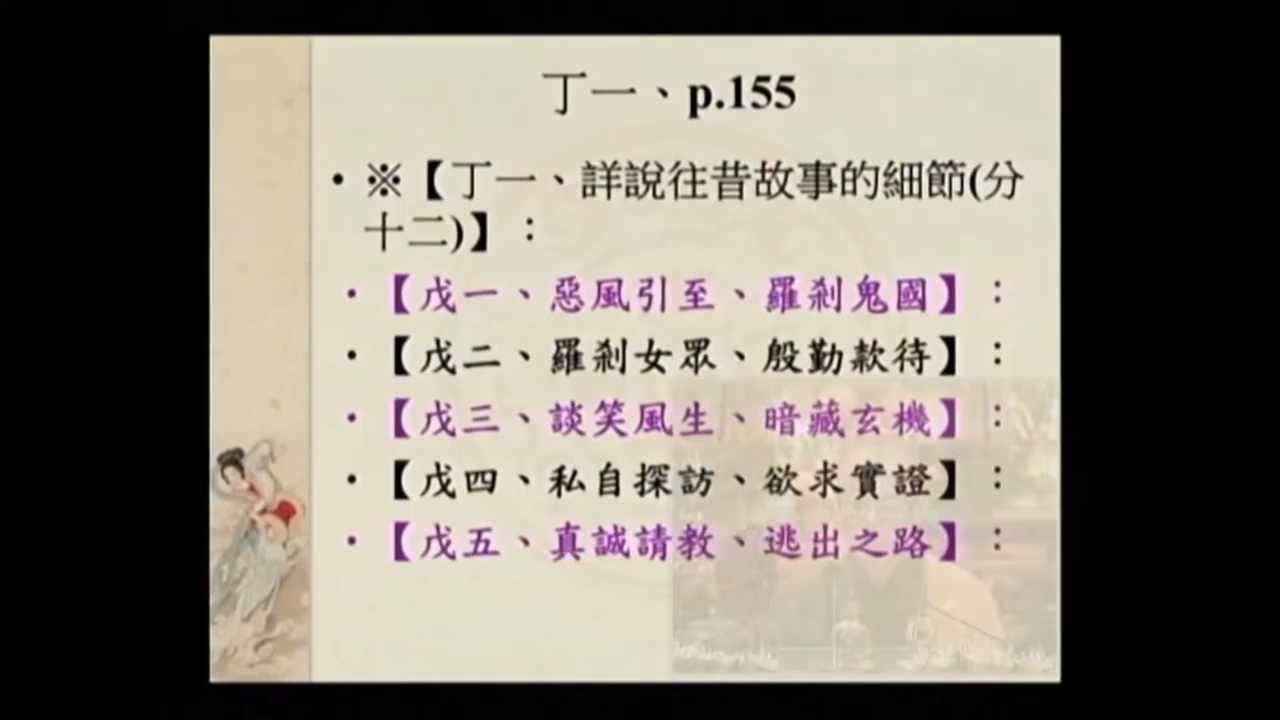 丁一、p.155
• ※【丁一、詳說往昔故事的細節(分
十二)】：
• 【戊一、惡風引至、羅剎鬼國】：
• 【戊二、羅剎女眾、殷勤款待】：
• 【戊三、談笑風生、暗藏玄機】：
• 【戊四、私自探訪、欲求實證】：
• 【戊五、真誠請教、逃出之路】：